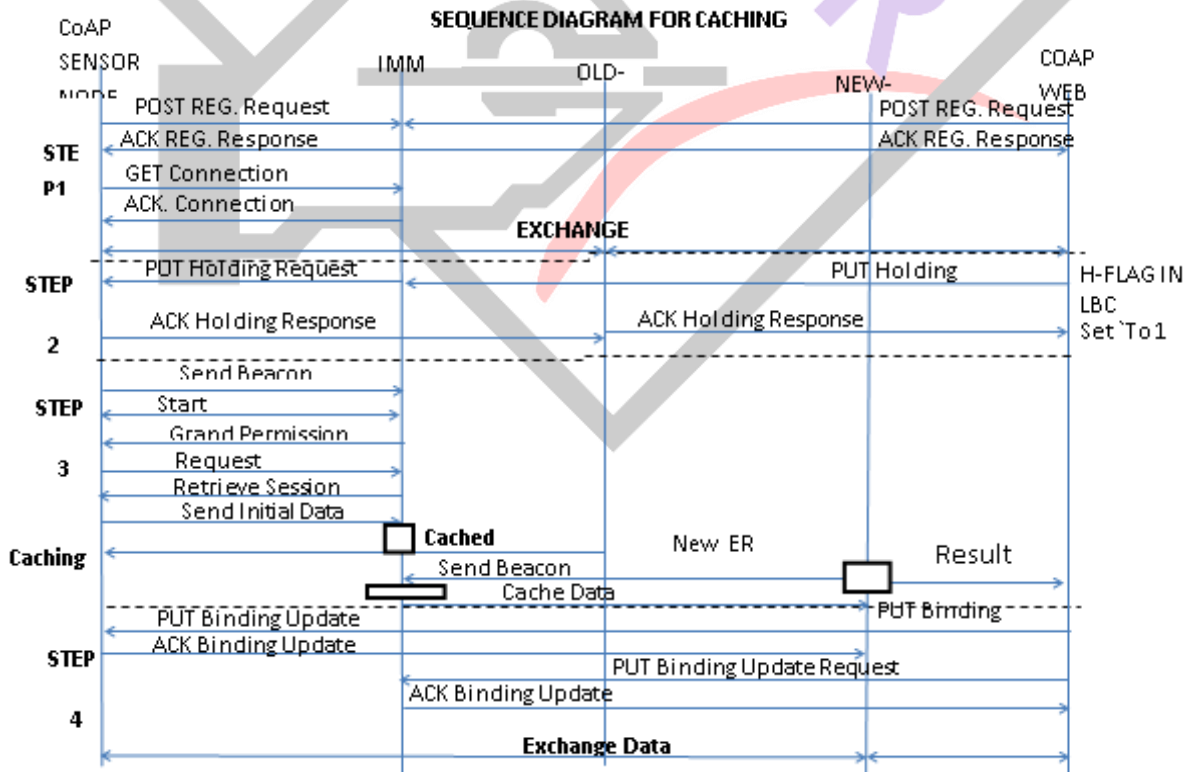 SEQUENCE DIAGRAM FOR CACHING
CoAP
SENSOR
NODE
IMM
OLD-
NEW-
COAP
WEB
POST REG. Request
POST REG. Request
ACK REG. Response
ACK REG. Response
STE
P1
GET Connection
ACK. Connection
EXCHANGE
PUT Holding Request
PUT Holding
H-FLAG IN
LBC
Set`To1
STEP
2
ACK Holding Response
ACK Holding Response
Send Beacon
STEP
3
Start
Grand Permission
Request
Retrieve Session
Send Initial Data
Caching
Cached
New ER
Result
Send Beacon
Cache Data
PUT Binding
PUT Binding Update
ACK Binding Update
STEP
4
PUT Binding Update Request
ACK Binding Update
Exchange Data